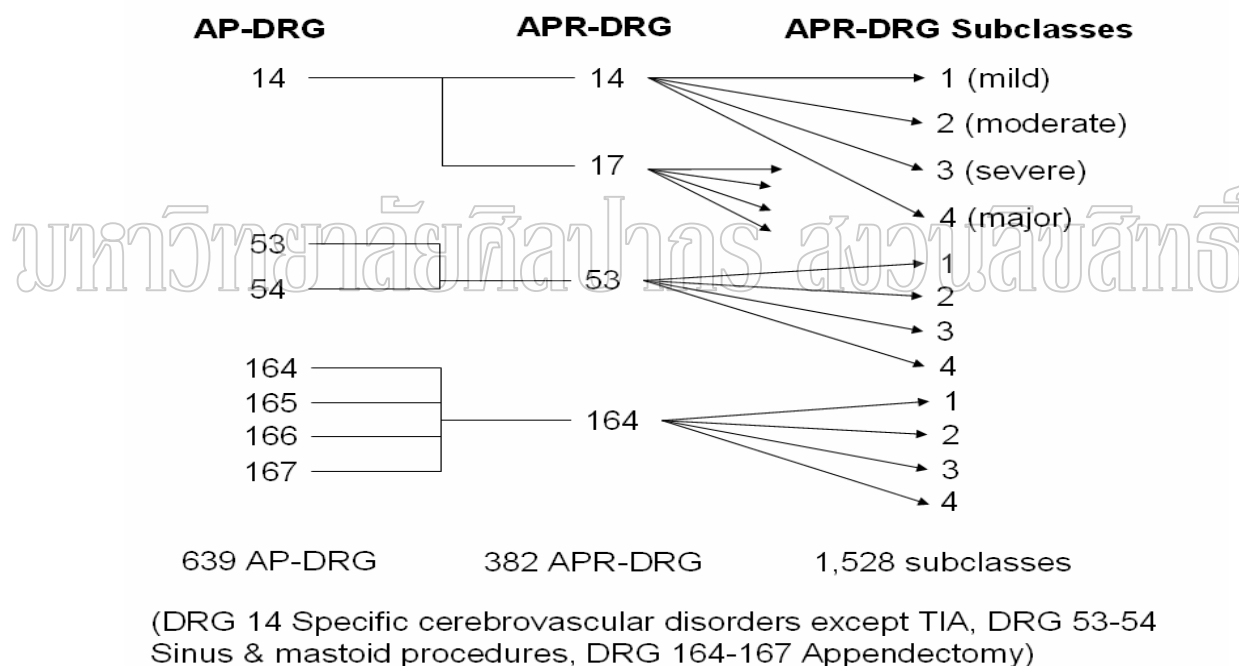 AP-DRG APR-DRG APR-DRG Subclasses
14 14 1 (mild)
2 (moderate)
17 3 (severe)
4 (major)
มหาวิทยาลัยศิลปากร สงวนลิขสิทธิ์
53 1
54 53 2
3
164 4
165 1
164
166 2
167 3
4
639 AP-DRG 382 APR-DRG 1,528 subclasses
(DRG 14 Specific cerebrovascular disorders except TIA, DRG 53-54
Sinus & mastoid procedures, DRG 164-167 Appendectomy)